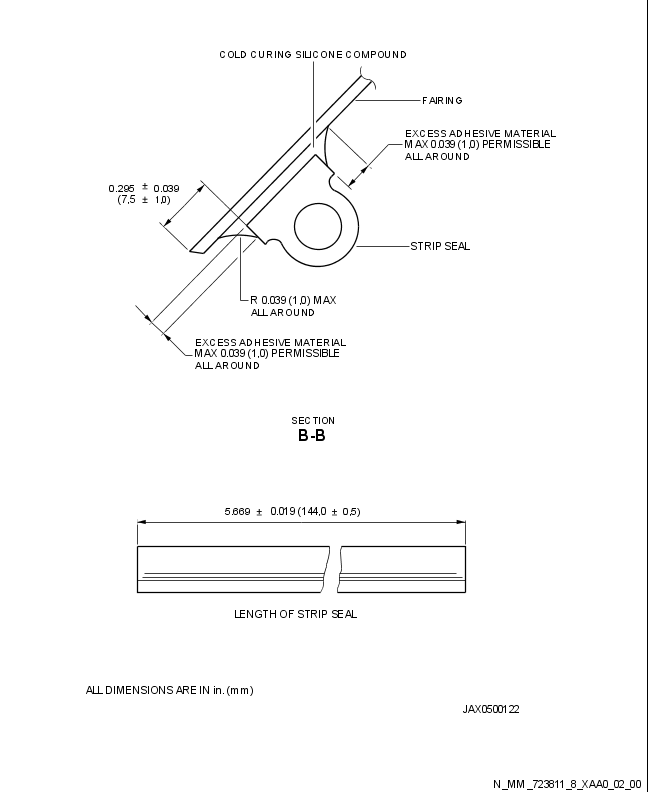 COLD CURING SILICONE COMPOUND
FAIRING
EXCESS ADHESIVE MATERIAL
MAX 0.039 (1,0) PERMISSIBLE
ALL AROUND
0.295 ± 0.039
(7,5 ± 1,0)
STRIP SEAL
R 0.039 (1,0) MAX
ALL AROUND
EXCESS ADHESIVE MATERIAL
MAX 0.039 (1,0) PERMISSIBLE
ALL AROUND
SECTION
B-B
5.669 ± 0.019 (144,0 ± 0,5)
LENGTH OF STRIP SEAL
ALL DIMENSIONS ARE IN in. (mm)
JAX0500122
N_MM_723811_8_XAA0_02_00